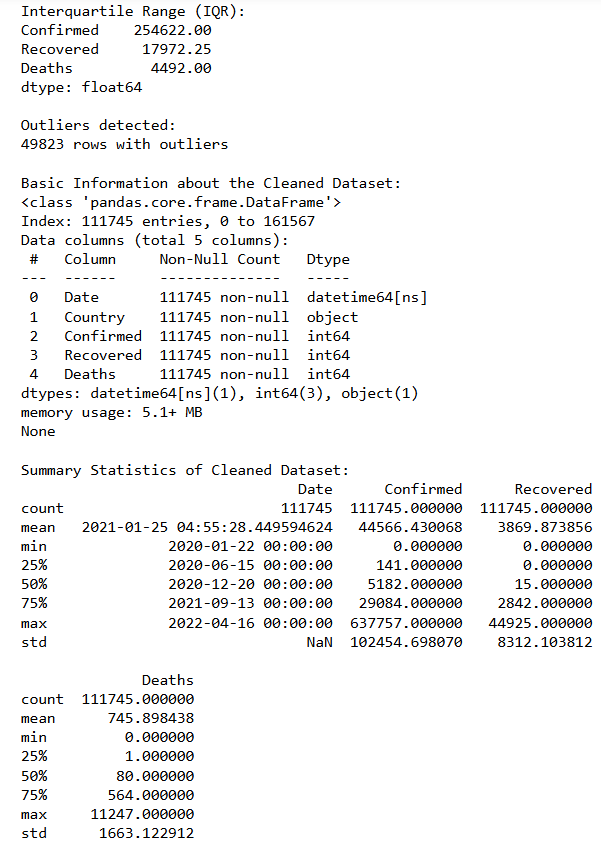 Interquartile Range (IQR):
Confirmed    254622.00
Recovered     17972.25
Deaths         4492.00
dtype: float64

Outliers detected:
49823 rows with outliers

Basic Information about the Cleaned Dataset:
<class 'pandas.core.frame.DataFrame'>
Index: 111745 entries, 0 to 161567
Data columns (total 5 columns):
 #   Column     Non-Null Count   Dtype
---  ------     --------------   -----
 0   Date       111745 non-null  datetime64[ns]
 1   Country    111745 non-null  object
 2   Confirmed  111745 non-null  int64
 3   Recovered  111745 non-null  int64
 4   Deaths     111745 non-null  int64
dtypes: datetime64[ns](1), int64(3), object(1)
memory usage: 5.1+ MB
None

Summary Statistics of Cleaned Dataset:
                                Date      Confirmed      Recovered
count                         111745  111745.000000  111745.000000
mean   2021-01-25 04:55:28.449594624   44566.430068    3869.873856
min              2020-01-22 00:00:00       0.000000       0.000000
25%              2020-06-15 00:00:00     141.000000       0.000000
50%              2020-12-20 00:00:00    5182.000000      15.000000
75%              2021-09-13 00:00:00   29084.000000    2842.000000
max              2022-04-16 00:00:00  637757.000000   44925.000000
std                              NaN  102454.698070    8312.103812

              Deaths
count  111745.000000
mean      745.898438
min         0.000000
25%         1.000000
50%        80.000000
75%       564.000000
max     11247.000000
std      1663.122912